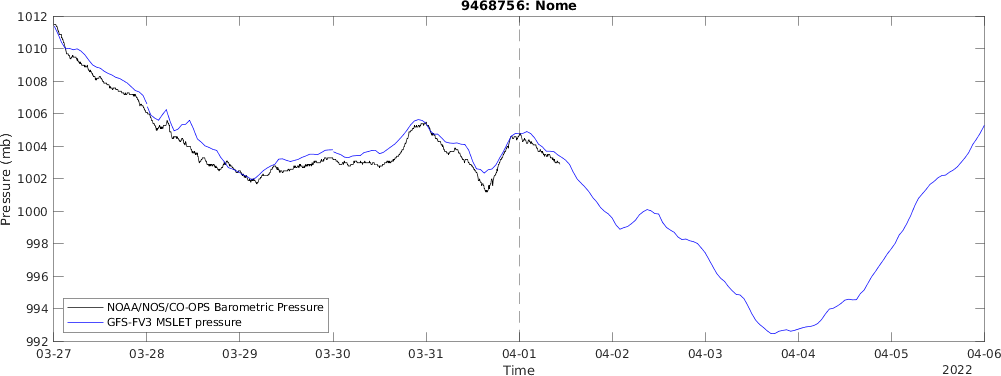 9468756: Nome
1012
1010
1008
1006
1004
1002
1000
998
996
994
992
Pressure (mb)
NOAA/NOS/CO-OPS Barometric Pressure
GFS-FV3 MSLET pressure
03-27 03-28 03-29 03-30 03-31 04-01 04-02 04-03 04-04 04-05 04-06
Time
2022